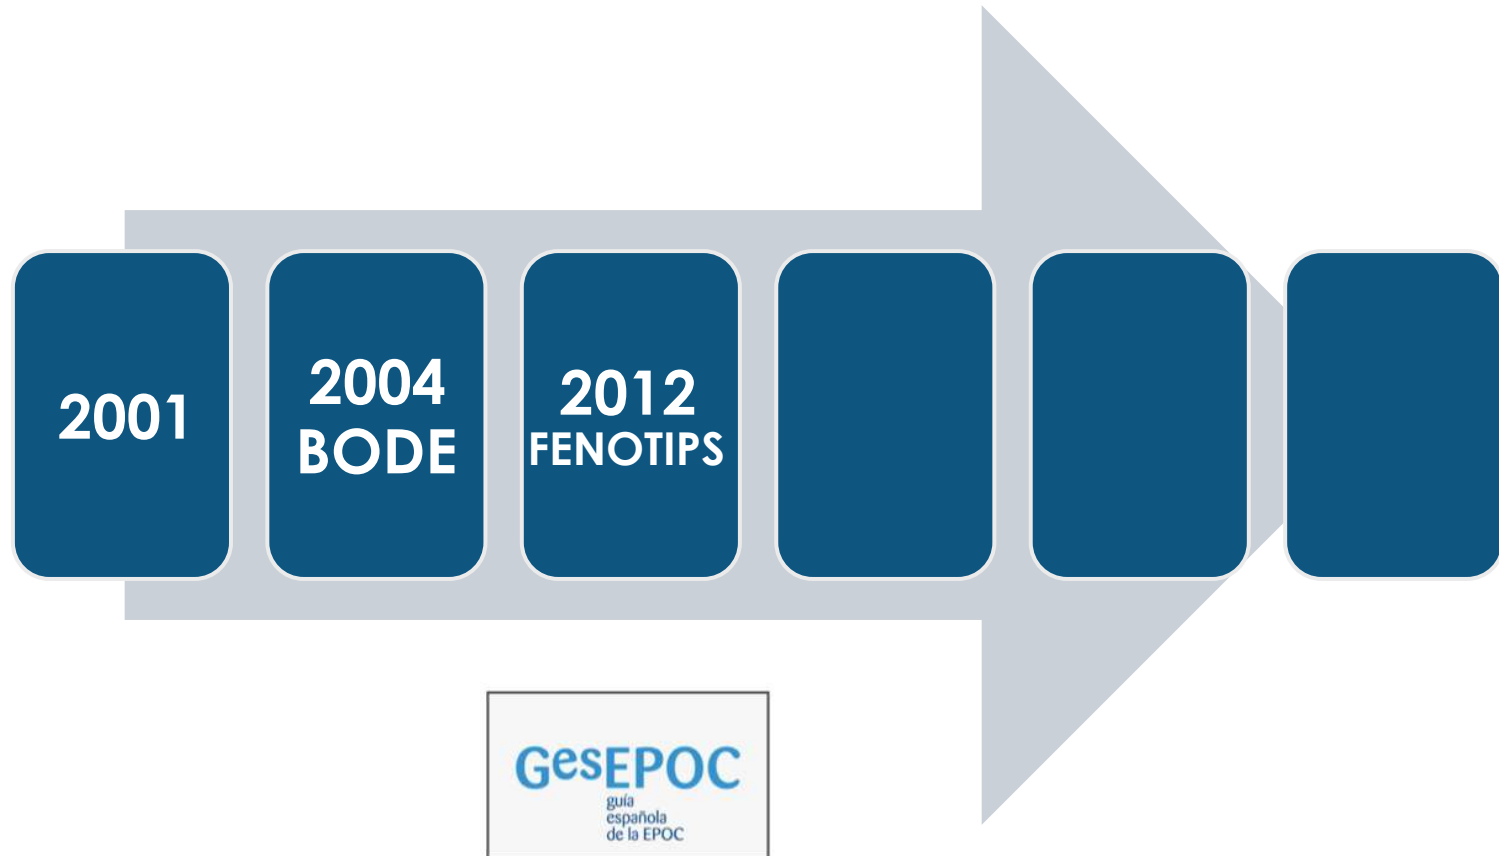 2001
2004
BODE
2012
FENOTIPS
GesEPOC
guía
española
de la EPOC